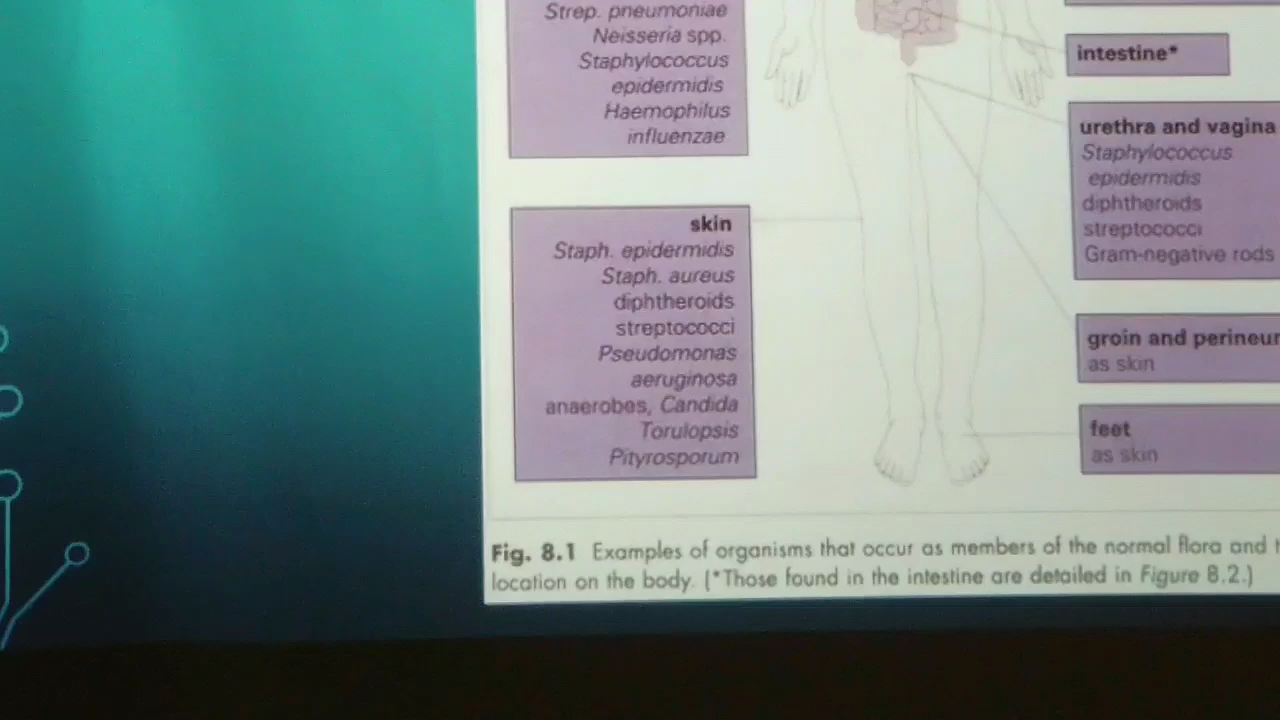 Strep. pneumoniae
Neisseria spp.
Staphylococcus
epidermidis
Haemophilus
influenzae
skin
Staph. epidermidis
Staph. aureus
diphtheroids
streptococci
Pseudomonas
aeruginosa
anaerobes, Candida
Torulopsis
Pityrosporum
intestine*
urethra and vagina
Staphylococcus
epidermidis
diphtheroids
streptococci
Gram-negative rods
groin and perineu
as skin
feet
as skin
Fig. 8.1 Examples of organisms that occur as members of the normal flora and
location on the body. (*Those found in the intestine are detailed in Figure 8.2.)